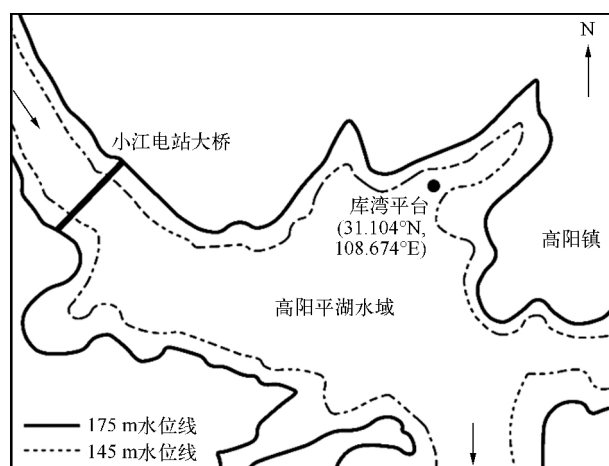 N
小江电站大桥
库湾平台
(31.104°N,
108.674°E)
高阳镇
高阳平湖水域
175 m水位线
145 m水位线